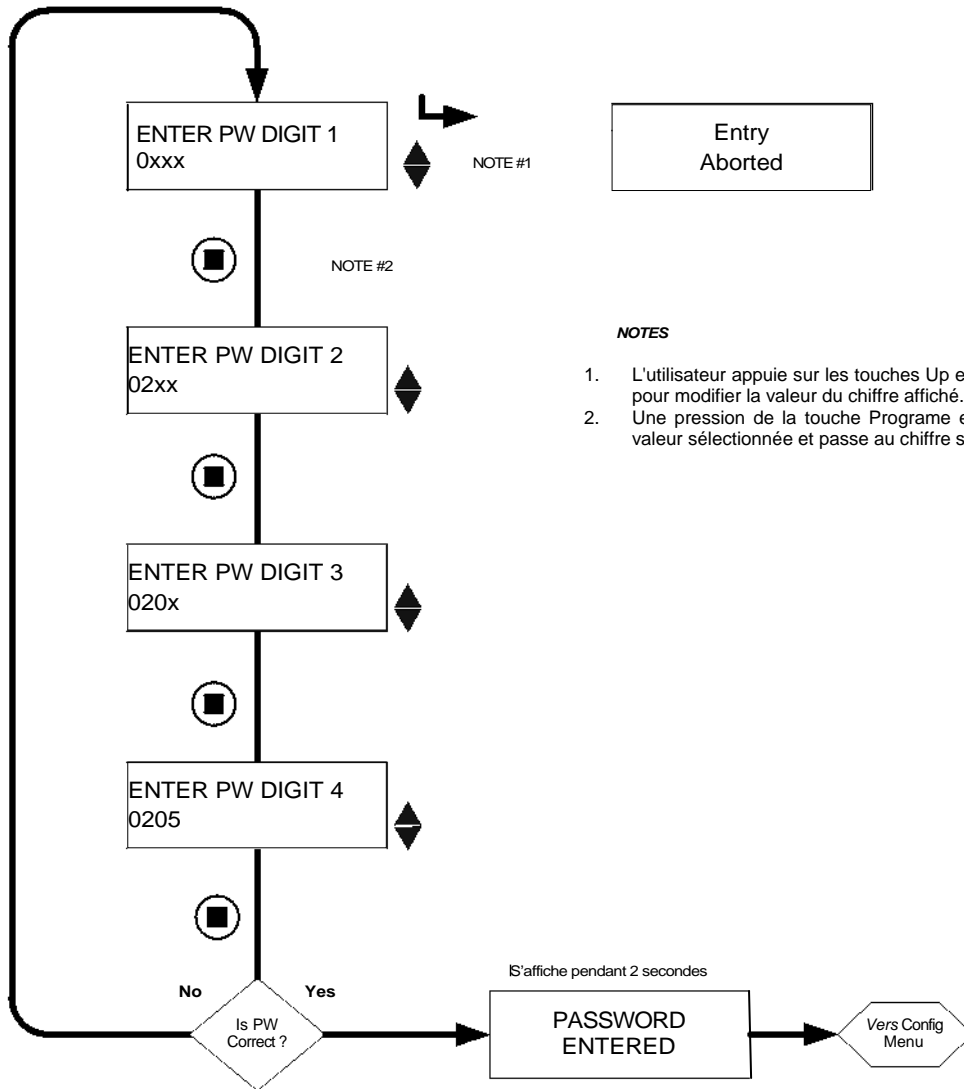 ENTER PW DIGIT 1
0xxx
NOTE #1
Entry
Aborted
NOTE #2
ENTER PW DIGIT 2
02xx
NOTES
1. L'utilisateur appuie sur les touches Up e
pour modifier la valeur du chiffre affiché.
2. Une pression de la touche Programe e
valeur sélectionnée et passe au chiffre s
ENTER PW DIGIT 3
020x
ENTER PW DIGIT 4
0205
No
Yes
Is PW
Correct ?
S'affiche pendant 2 secondes
PASSWORD
ENTERED
Vers Config
Menu